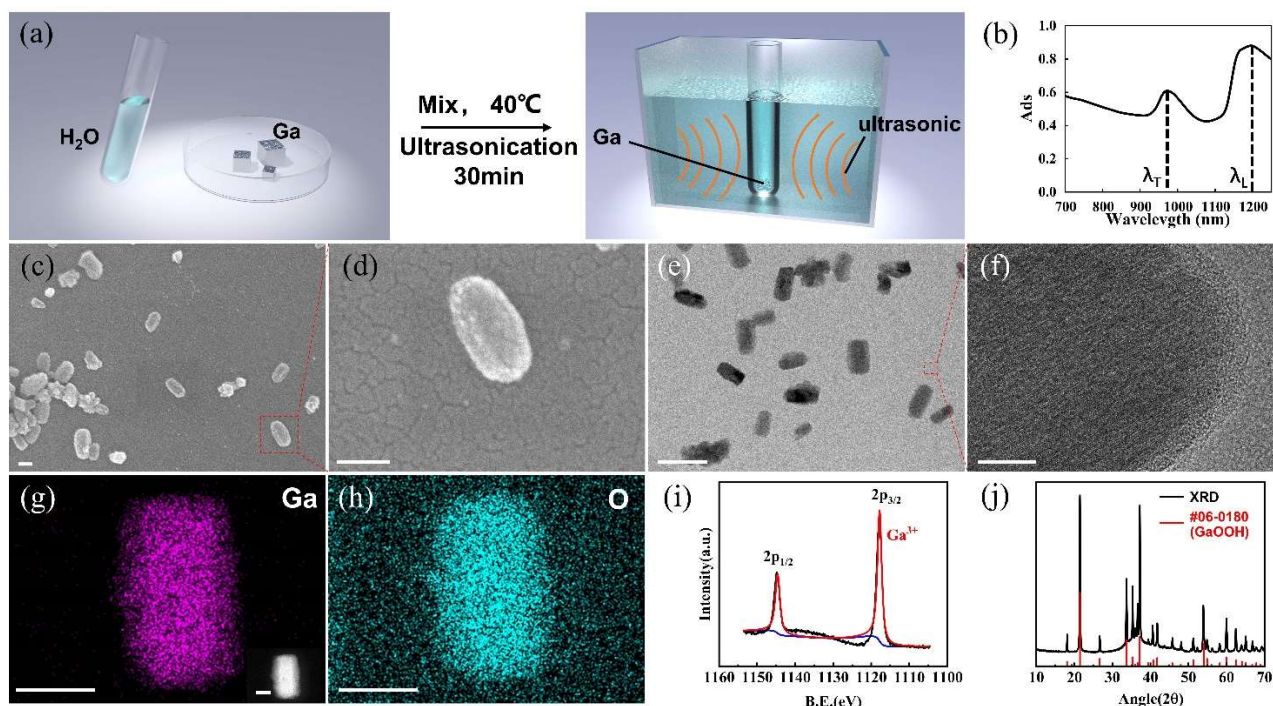 (a)
H₂O
Ga
Mix, 40℃
Ultrasonication
30min
Ga
ultrasonic
(b)
Ads
1.0
0.8
0.6
0.4
0.2
0.0
λT
λL
700 800 900 1000 1100 1200
Wavelevgth (nm)
(c)
(d)
(e)
(f)
(g)
Ga
(h)
O
(i)
Intensity(a.u.)
2p1/2
2p3/2
Ga³⁺
1160 1150 1140 1130 1120 1110 1100
B.E.(eV)
(j)
XRD
#06-0180
(GaOOH)
10 20 30 40 50 60 70
Angle(2θ)